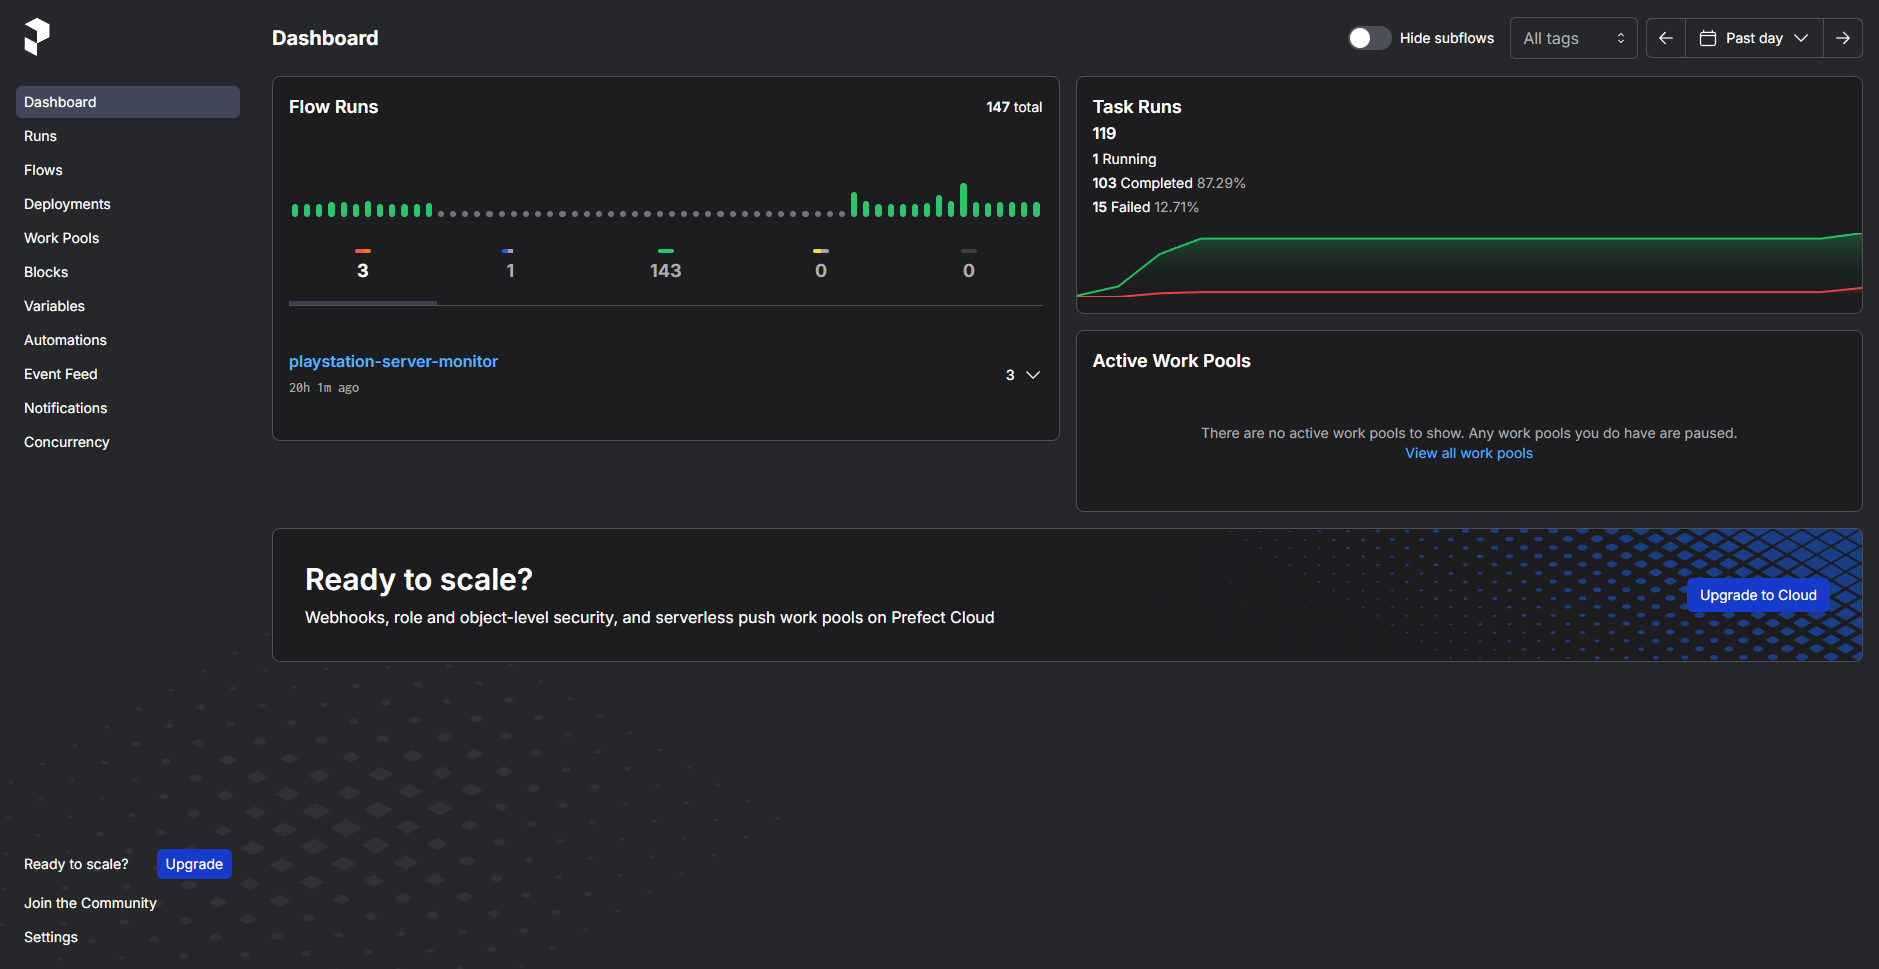 Dashboard
Hide subflows
All tags
Past day
Dashboard
Runs
Flows
Deployments
Work Pools
Blocks
Variables
Automations
Event Feed
Notifications
Concurrency
Flow Runs
147 total
3
1
143
0
0
playstation-server-monitor
20h 1m ago
3
Task Runs
119
1 Running
103 Completed 87.29%
15 Failed 12.71%
Active Work Pools
There are no active work pools to show. Any work pools you do have are paused.
View all work pools
Ready to scale?
Webhooks, role and object-level security, and serverless push work pools on Prefect Cloud
Upgrade to Cloud
Ready to scale?
Upgrade
Join the Community
Settings